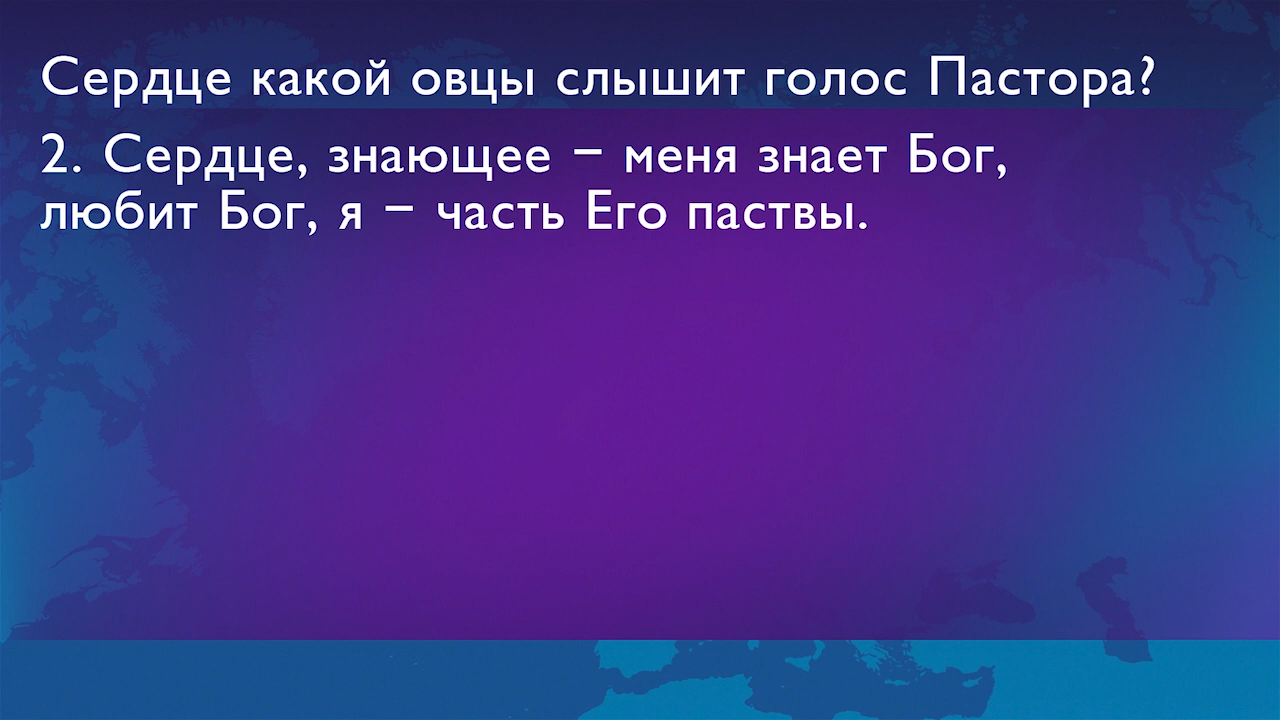 Сердце какой овцы слышит голос Пастора?
2. Сердце, знающее – меня знает Бог,
любит Бог, я – часть Его паствы.